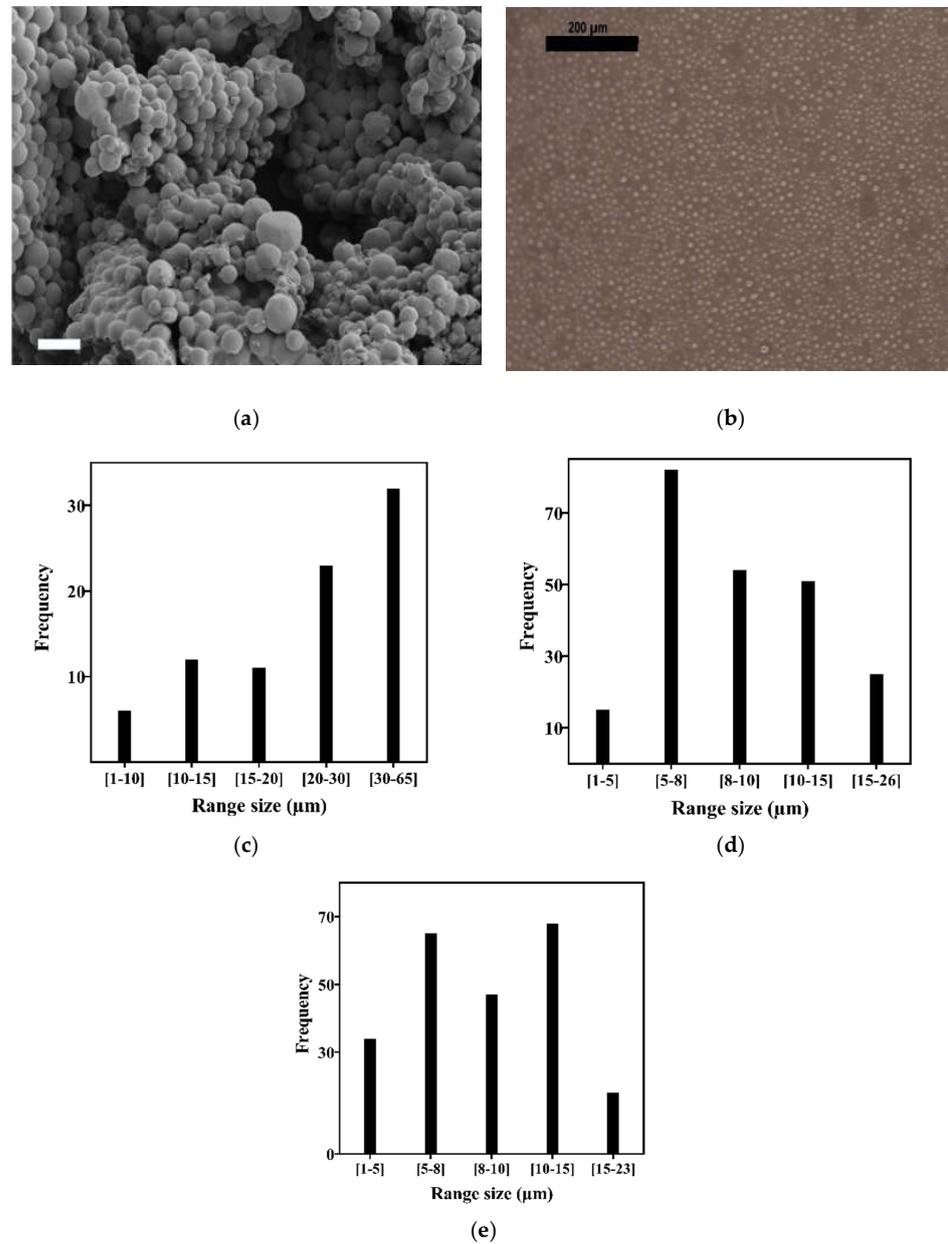 200 µm
(a)
(b)
30
20
10
Frequency
[1-10] [10-15] [15-20] [20-30] [30-65]
Range size (µm)
(c)
70
50
30
10
Frequency
[1-5] [5-8] [8-10] [10-15] [15-26]
Range size (µm)
(d)
70
50
30
0
Frequency
[1-5] [5-8] [8-10] [10-15] [15-23]
Range size (µm)
(e)